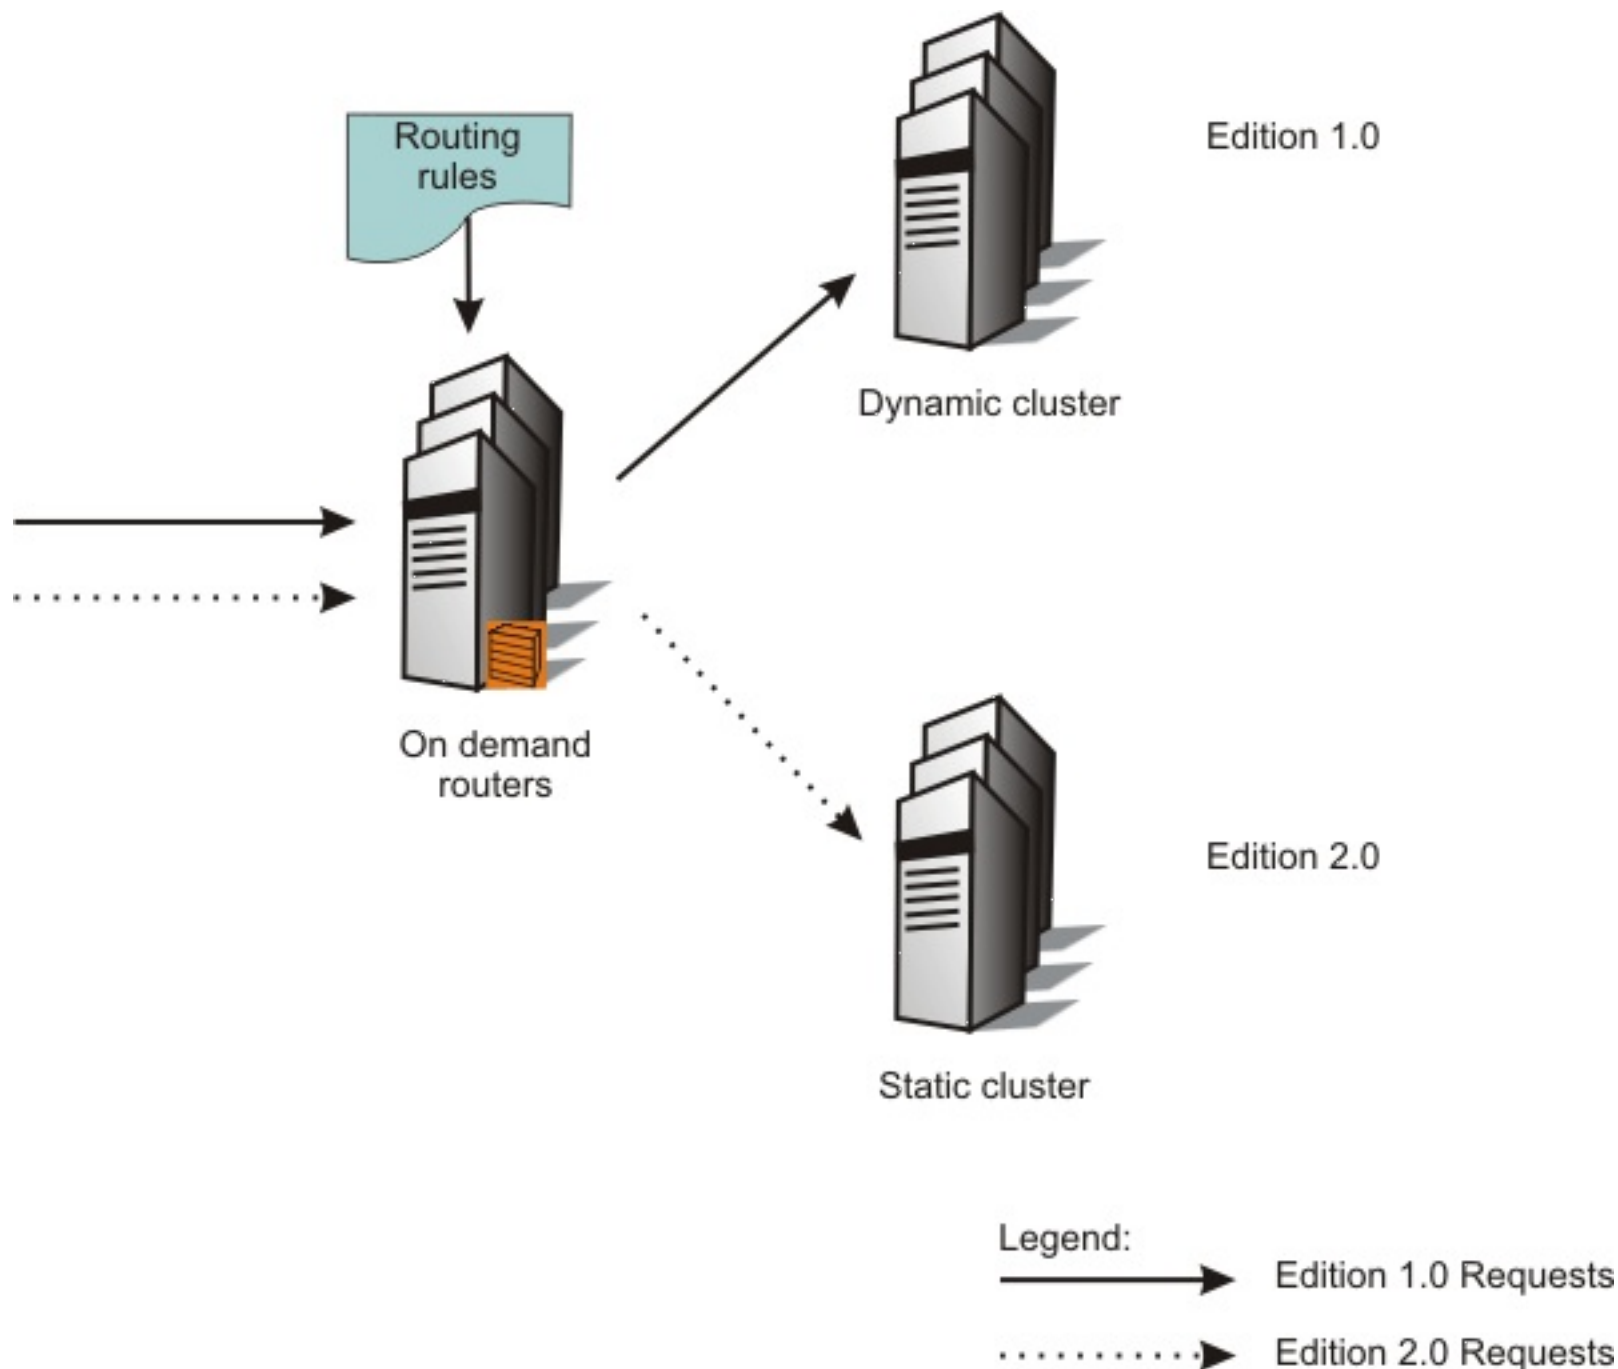 Routing
rules
Edition 1.0
Dynamic cluster
On demand
routers
Edition 2.0
Static cluster
Legend:
Edition 1.0 Requests
Edition 2.0 Requests